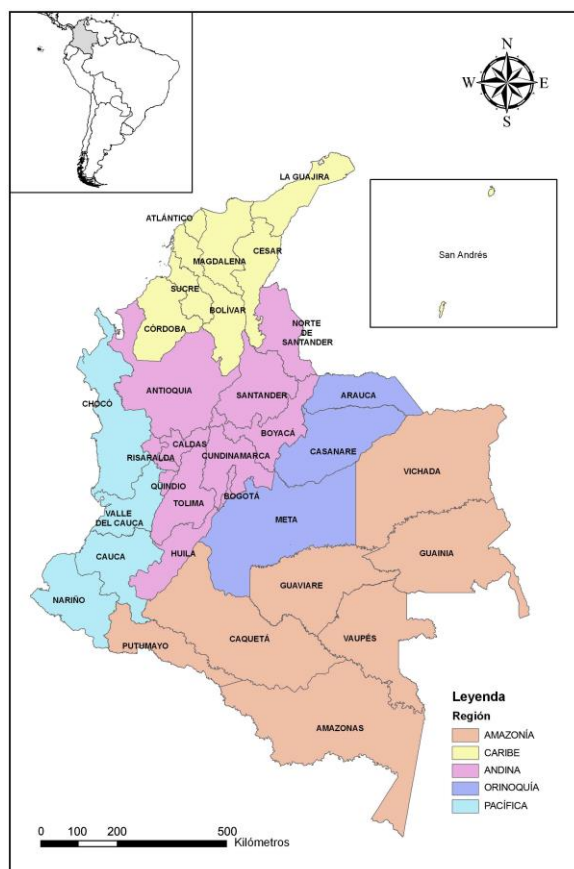 N
W E
S
LA GUAJIRA
ATLÁNTICO
CESAR
MAGDALENA
San Andrés
SUCRE
BOLÍVAR
NORTE
DE
SANTANDER
CÓRDOBA
ANTIOQUIA
SANTANDER
ARAUCA
CHOCÓ
BOYACÁ
CALDAS
CUNDINAMARCA
CASANARE
RISARALDA
VICHADA
QUINDIO
BOGOTÁ
TOLIMA
VALLE
DEL CAUCA
META
GUAINIA
CAUCA
HUILA
GUAVIARE
NARIÑO
CAQUETÁ
VAUPÉS
PUTUMAYO
AMAZONAS
Leyenda
Región
AMAZONÍA
CARIBE
ANDINA
ORINOQUÍA
PACÍFICA
0 100 200 500
Kilómetros